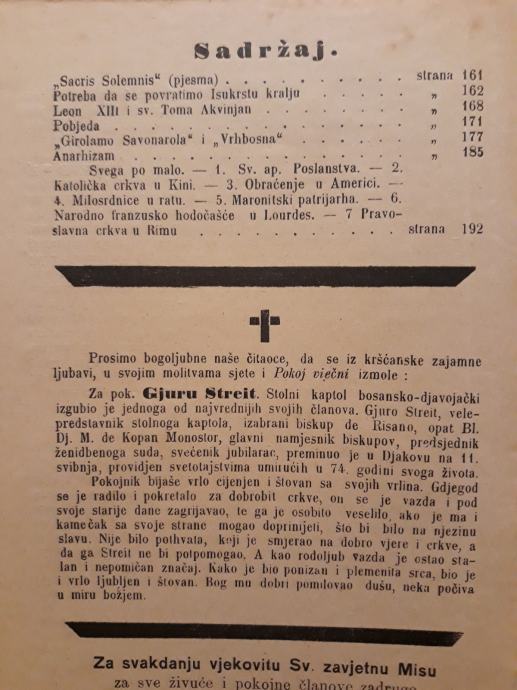 Sadržaj.
„Sacris Solemnis" (pjesma) . . . . . . . . . . strana 161
Potreba da se povratimo Isukrstu kralju . . . . . „ 162
Leon XIII i sv. Toma Akvinjan . . . . . . . „ 168
Pobjeda . . . . . . . . . . . . . . „ 171
„Girolamo Savonarola" i „Vrhbosna" . . . . . . „ 177
Anarhizam . . . . . . . . . . . . . „ 185
Svega po malo. — 1. Sv. ap. Poslanstva. — 2.
Katolička crkva u Kini. — 3. Obraćenje u Americi. —
4. Milosrdnice u ratu. — 5. Maronitski patrijarha. — 6.
Narodno franzusko hodočašće u Lourdes. — 7 Pravo-
slavna crkva u Rimu . . . . . . . . . strana 192
Prosimo bogoljubne naše čitaoce, da se iz kršćanske zajamne
ljubavi, u svojim molitvama sjete i Pokoj viečni izmole :
Za pok. Gjuru Streit. Stolni kaptol bosansko-djavojački
izgubio je jednoga od najvrednijih svojih članova. Gjuro Streit, vele-
predstavnik stolnoga kaptola, izabrani biskup de Risano, opat Bl.
Dj. M. de Kopan Monostor, glavni namjesnik biskupov, predsjednik
ženidbenoga suda, svećenik jubilarac, preminuo je u Djakovu na 11.
svibnja, providjen svetotajstvima umirućih u 74. godini svoga života.
Pokojnik bijaše vrlo cijenjen i štovan sa svojih vrlina. Gdjegod
se je radilo i pokretalo za dobrobit crkve, on se je vazda i pod
svoje starije dane zagrijavao, te ga je osobito veselilo, ako je ma i
kamečak sa svoje strane mogao doprinijeti, što bi bilo na njezinu
slavu. Nije bilo pothvata, koji je smjerao na dobro vjere i crkve, a
da ga Streit ne bi potpomogao. A kao rodoljub vazda je ostao sta-
lan i nepomičan značaj. Kako je bio ponizan i plemenita srca, bio je
i vrlo ljubljen i štovan. Bog mu dobri pomilovao dušu, neka počiva
u miru božjem.
Za svakdanju vjekovitu Sv. zavjetnu Misu
za sve živuće i pokojne članove zadruge